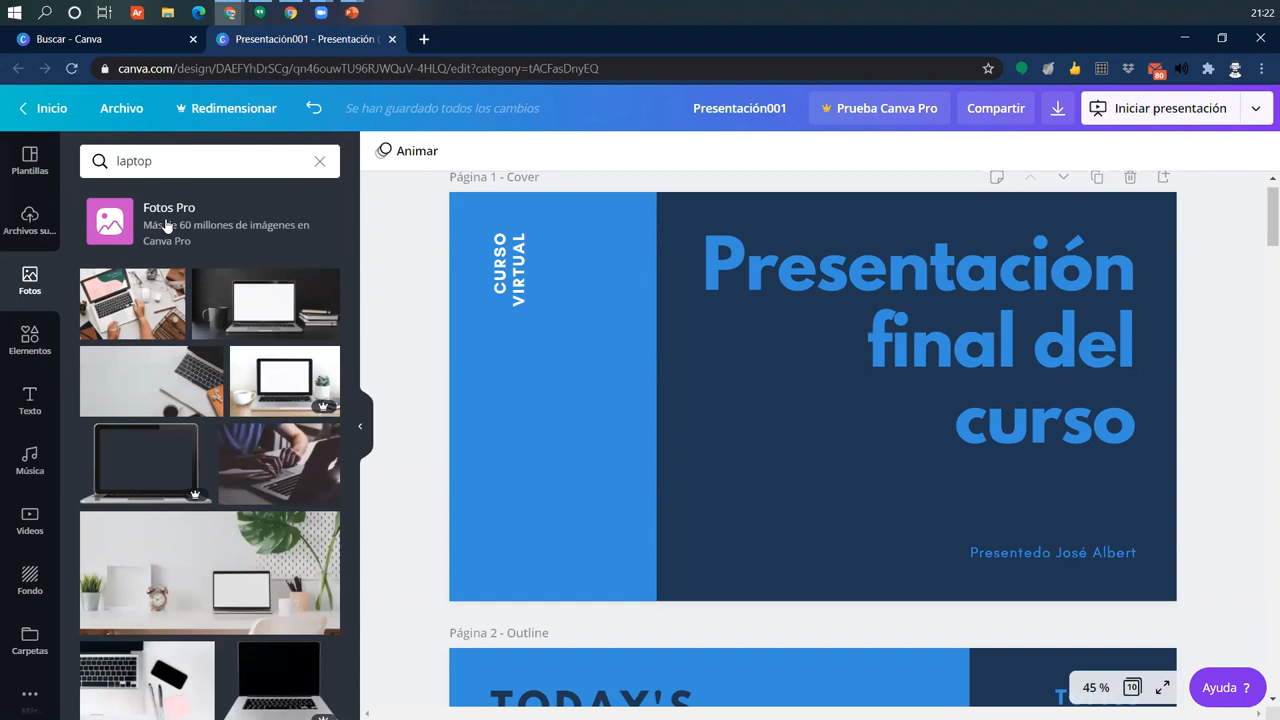 21:22
Buscar - Canva
Presentación001 - Presentación (
canva.com/design/DAEFYhDrSCg/qn46ouwTU96RJWQuV-4HLQ/edit?category=tACFasDnyEQ
80
Inicio
Archivo
Redimensionar
Se han guardado todos los cambios
Presentación001
Prueba Canva Pro
Compartir
Iniciar presentación
Plantillas
Archivos su...
Fotos
Elementos
Texto
Música
Vídeos
Fondo
Carpetas
Más
laptop
Fotos Pro
Más de 60 millones de imágenes en
Canva Pro
Animar
Página 1 - Cover
CURSO
VIRTUAL
Presentación
final del
curso
Presentedo José Albert
Página 2 - Outline
TODAY'S
45 %
10
Ayuda ?